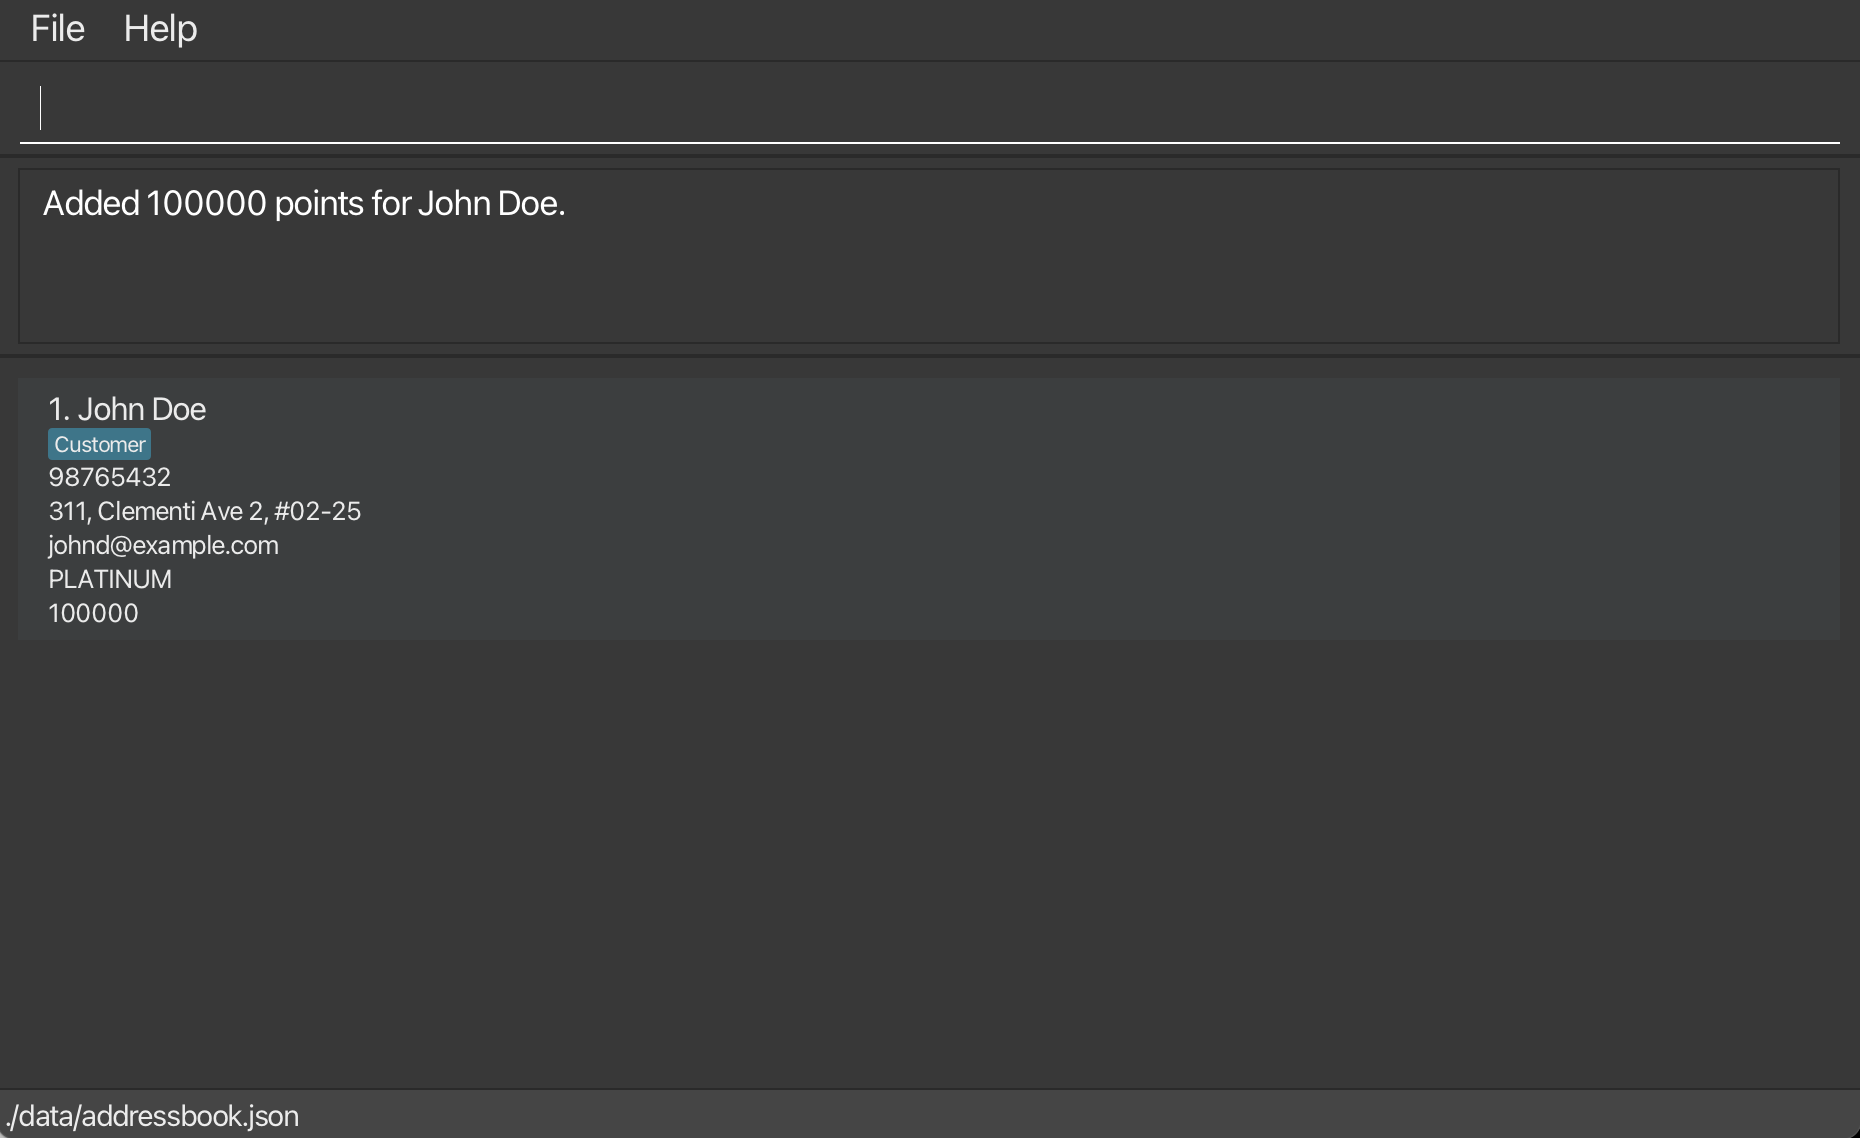 File Help
Added 100000 points for John Doe.
1. John Doe
Customer
98765432
311, Clementi Ave 2, #02-25
johnd@example.com
PLATINUM
100000
./data/addressbook.json